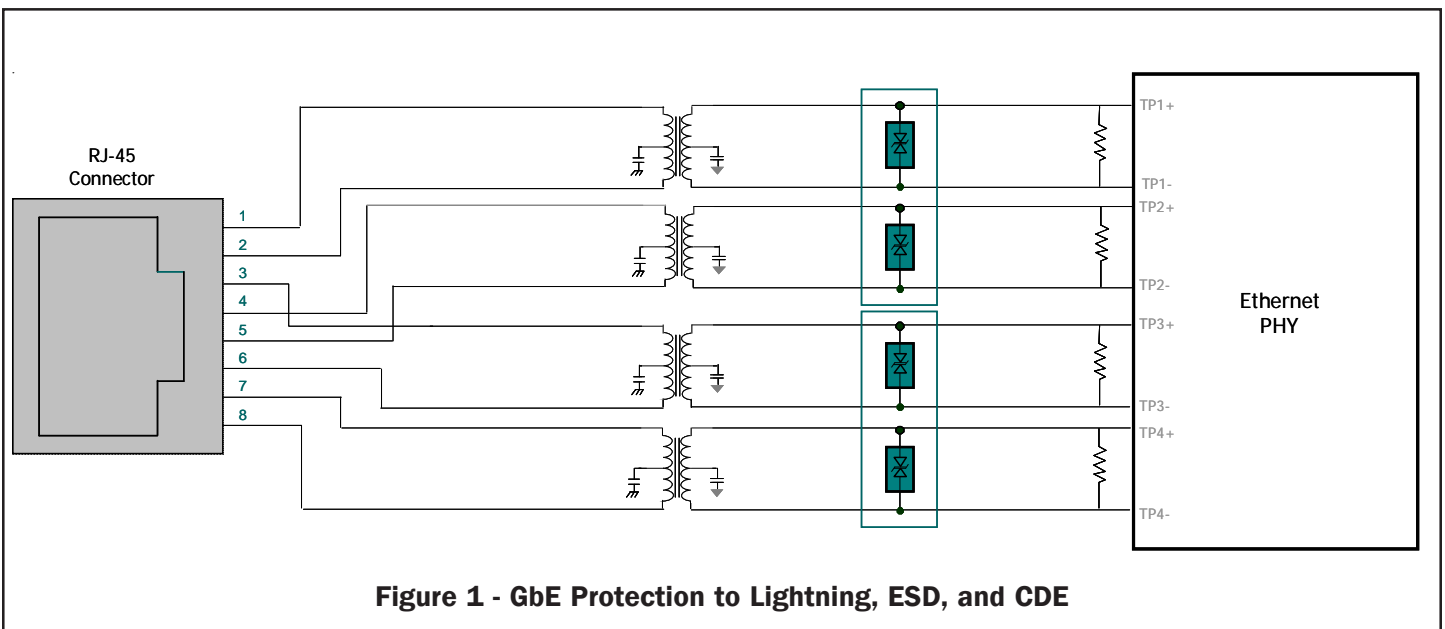 RJ-45
Connector
1
2
3
4
5
6
7
8
TP1+
TP1-
TP2+
TP2-
TP3+
TP3-
TP4+
TP4-
Ethernet
PHY
Figure 1 - GbE Protection to Lightning, ESD, and CDE